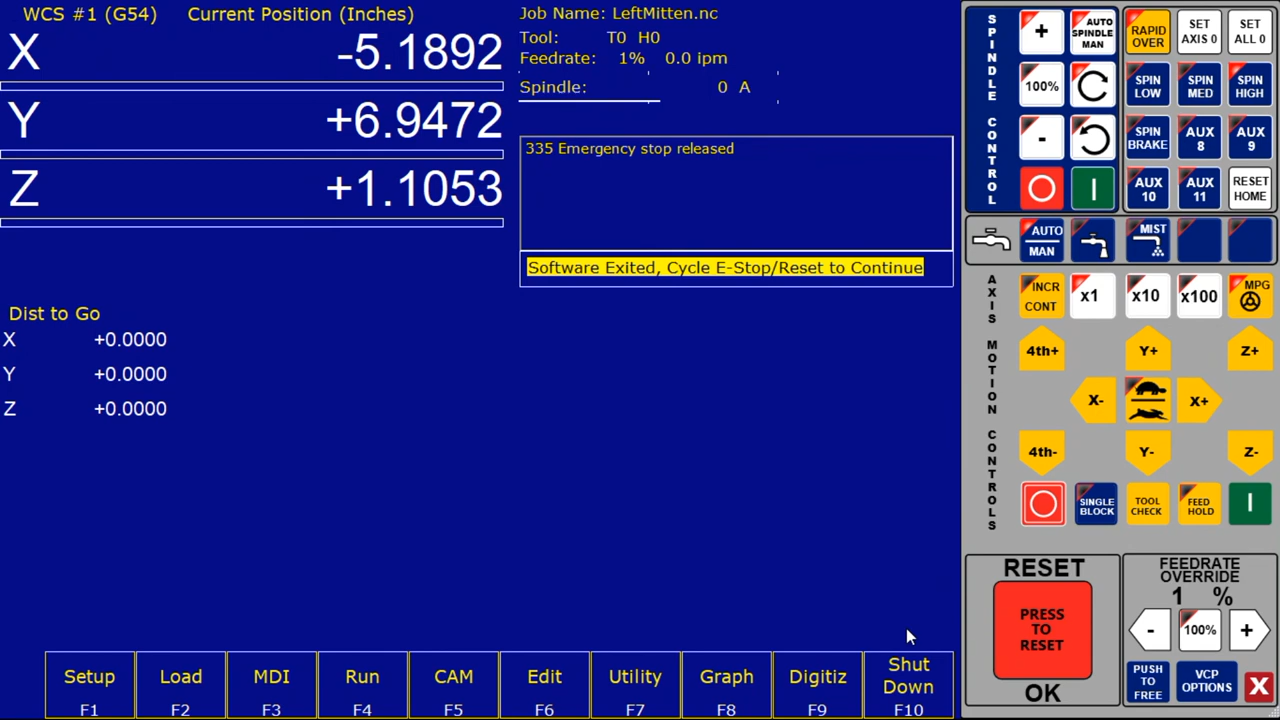 WCS #1 (G54) Current Position (Inches)
X -5.1892
Y +6.9472
Z +1.1053
Dist to Go
X +0.0000
Y +0.0000
Z +0.0000
Job Name: LeftMitten.nc
Tool: T0 H0
Feedrate: 1% 0.0 ipm
Spindle: 0 A
335 Emergency stop released
Software Exited, Cycle E-Stop/Reset to Continue
Setup F1
Load F2
MDI F3
Run F4
CAM F5
Edit F6
Utility F7
Graph F8
Digitiz F9
Shut Down F10
SPINDLE CONTROL
+
AUTO SPINDLE MAN
100%
-
RAPID OVER
SET AXIS 0
SET ALL 0
SPIN LOW
SPIN MED
SPIN HIGH
SPIN BRAKE
AUX 8
AUX 9
AUX 10
AUX 11
RESET HOME
AUTO MAN
MIST
AXIS MOTION CONTROLS
INCR CONT
x1
x10
x100
MPG
4th+
Y+
Z+
X-
X+
4th-
Y-
Z-
SINGLE BLOCK
TOOL CHECK
FEED HOLD
RESET
PRESS TO RESET
OK
FEEDRATE OVERRIDE
1 %
-
100%
+
PUSH TO FREE
VCP OPTIONS
X